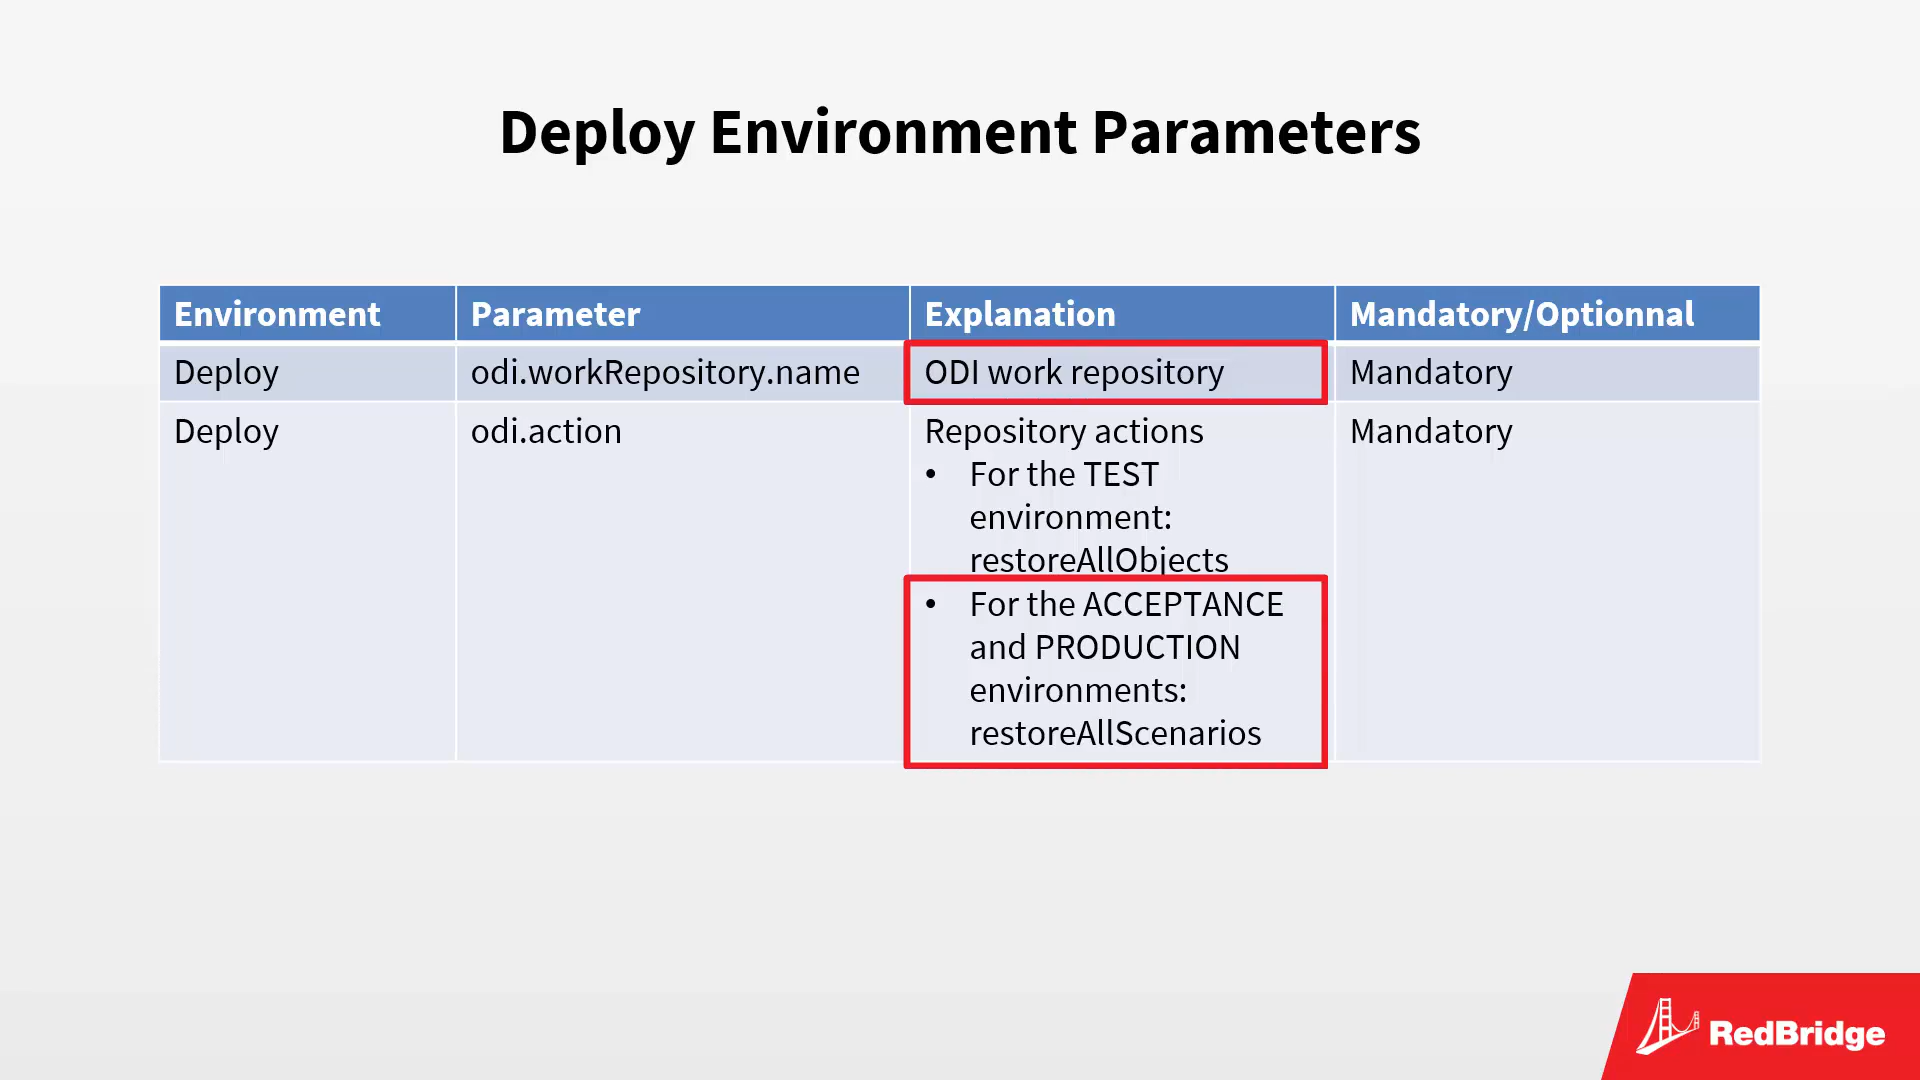 Deploy Environment Parameters
Environment Parameter Explanation Mandatory/Optionnal
Deploy odi.workRepository.name ODI work repository Mandatory
Deploy odi.action Repository actions Mandatory
• For the TEST
environment:
restoreAllObjects
• For the ACCEPTANCE
and PRODUCTION
environments:
restoreAllScenarios
RedBridge